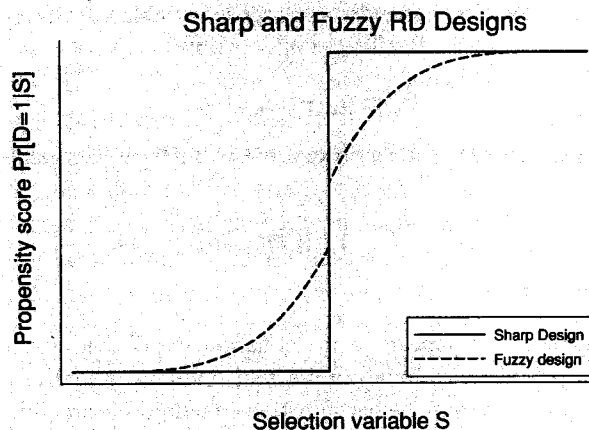 Sharp and Fuzzy RD Designs
Propensity score Pr[D=1|S]
Sharp Design
Fuzzy design
Selection variable S